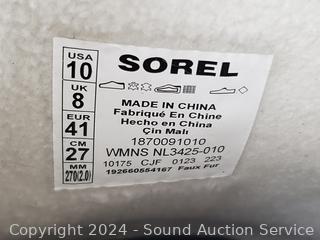 USA
10
UK
8
EUR
41
CM
27
MM
270(2.0)
SOREL
MADE IN CHINA
Fabriqué En Chine
Hecho en China
Çin Malı
1870091010
WMNS NL3425-010
10175 CJF 0123 223
192660554167 Faux Fur
Copyright 2024 - Sound Auction Service